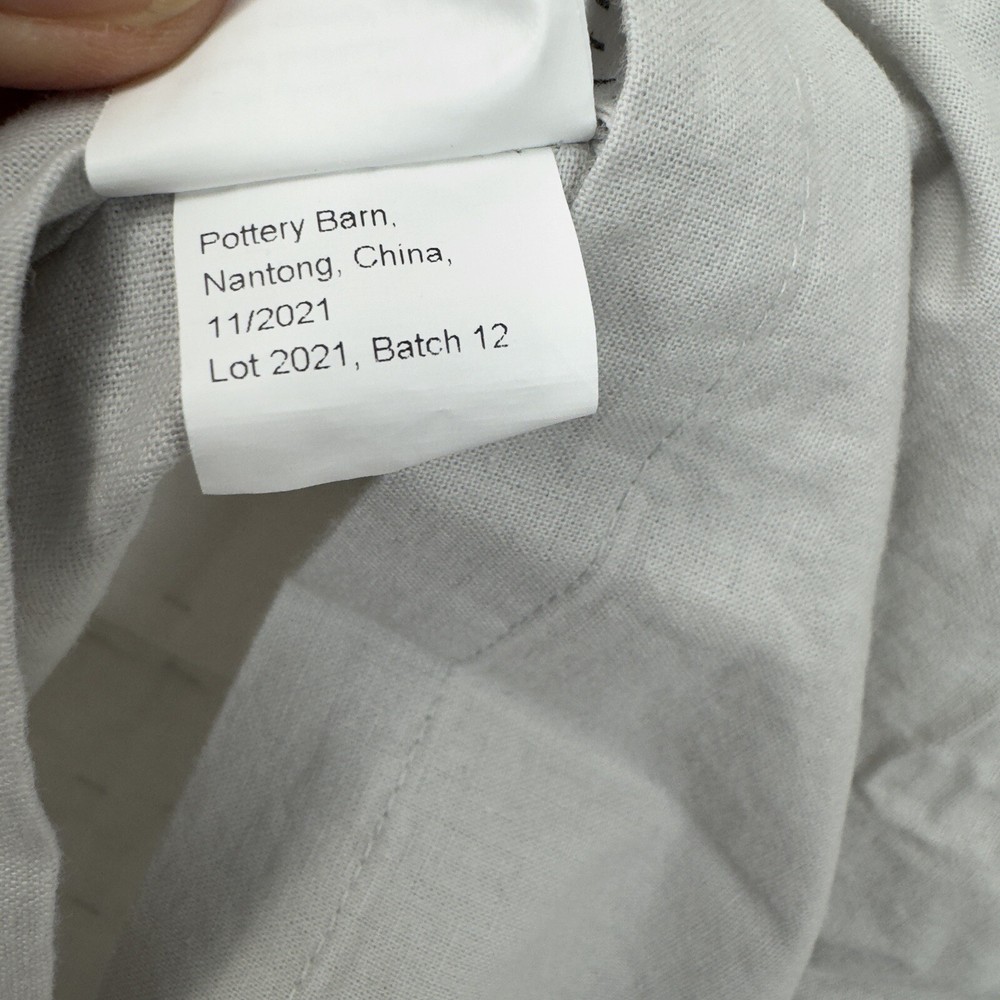 Pottery Barn,
Nantong, China,
11/2021
Lot 2021, Batch 12